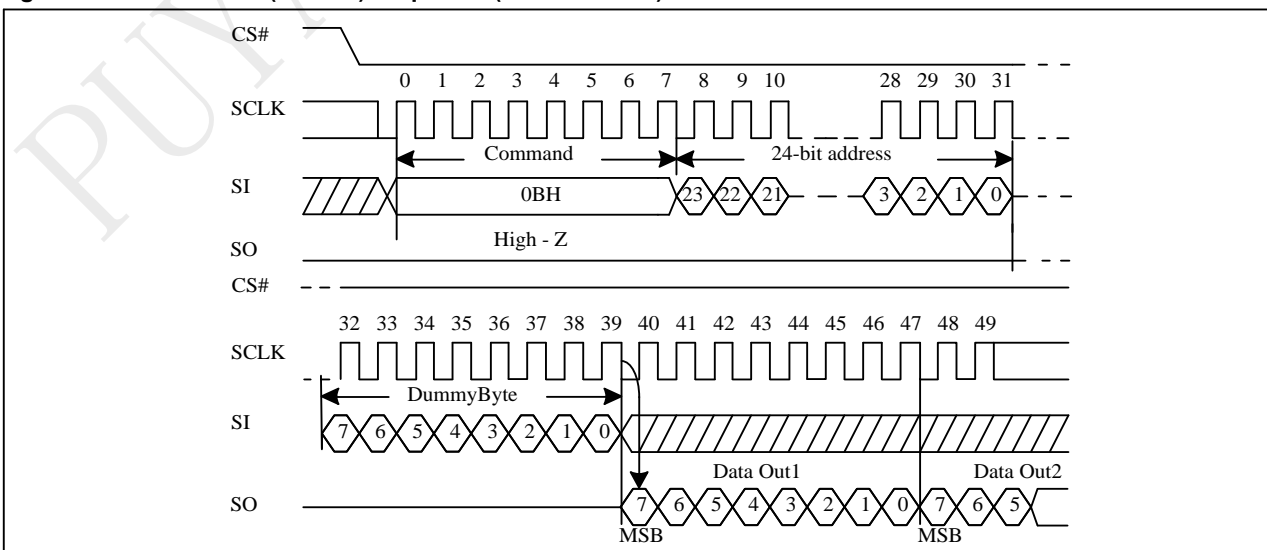 CS#
0 1 2 3 4 5 6 7 8 9 10 28 29 30 31
SCLK
Command 24-bit address
SI
0BH 23 22 21 3 2 1 0
High - Z
SO
CS#
32 33 34 35 36 37 38 39 40 41 42 43 44 45 46 47 48 49
SCLK
DummyByte
SI
7 6 5 4 3 2 1 0
Data Out1 Data Out2
SO
7 6 5 4 3 2 1 0 7 6 5
MSB MSB
PUYA